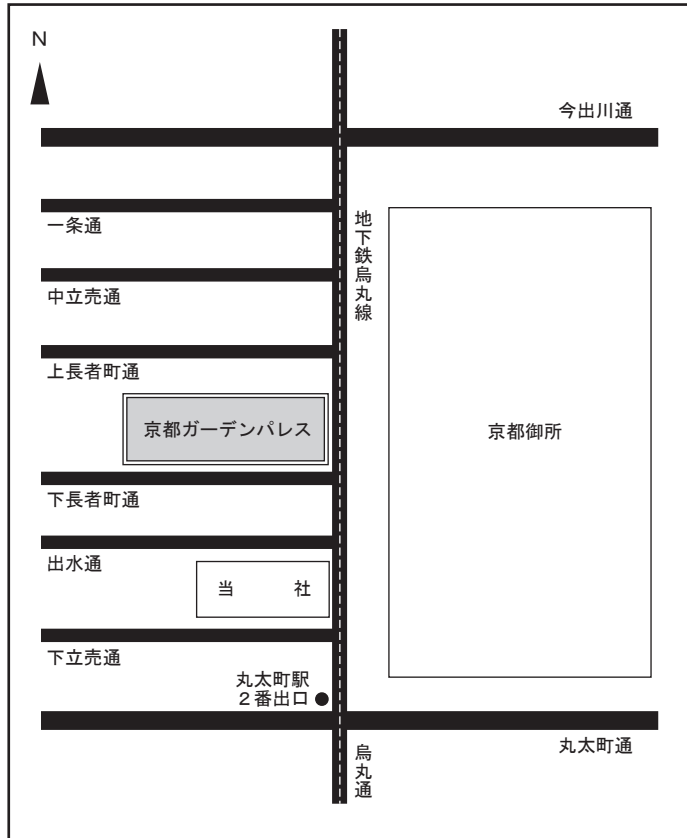 N
今出川通
一条通
地下鉄烏丸線
中立売通
上長者町通
京都ガーデンパレス
京都御所
下長者町通
出水通
当　　社
下立売通
丸太町駅
２番出口
丸太町通
烏丸通